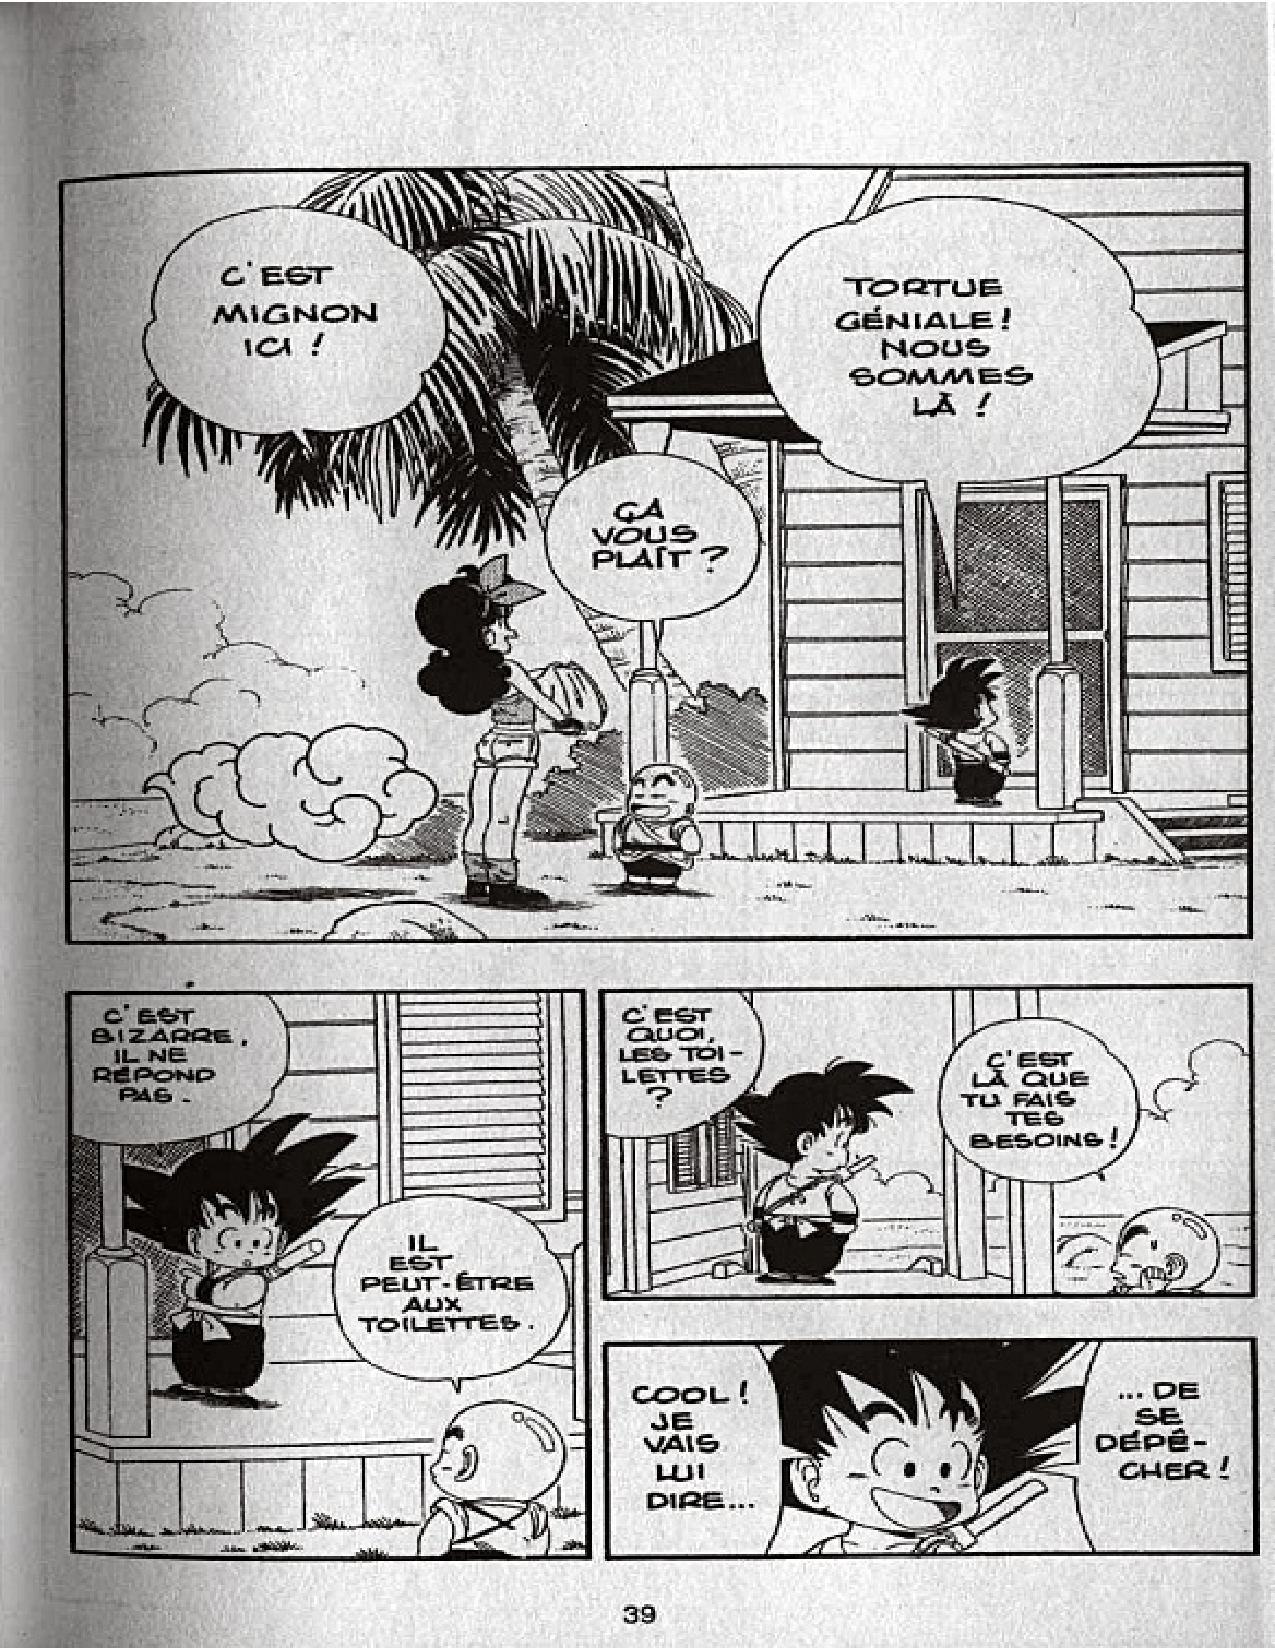 C'EST
MIGNON
ICI !
TORTUE
GÉNIALE !
NOUS
SOMMES
LÀ !
ÇA
VOUS
PLAÎT ?
C'EST
BIZARRE,
IL NE
RÉPOND
PAS.
IL
EST
PEUT-ÊTRE
AUX
TOILETTES.
C'EST
QUOI,
LES TOI-
LETTES
?
C'EST
LÀ QUE
TU FAIS
TES
BESOINS !
COOL !
JE
VAIS
LUI
DIRE...
... DE
SE
DÉPÊ-
CHER !
39